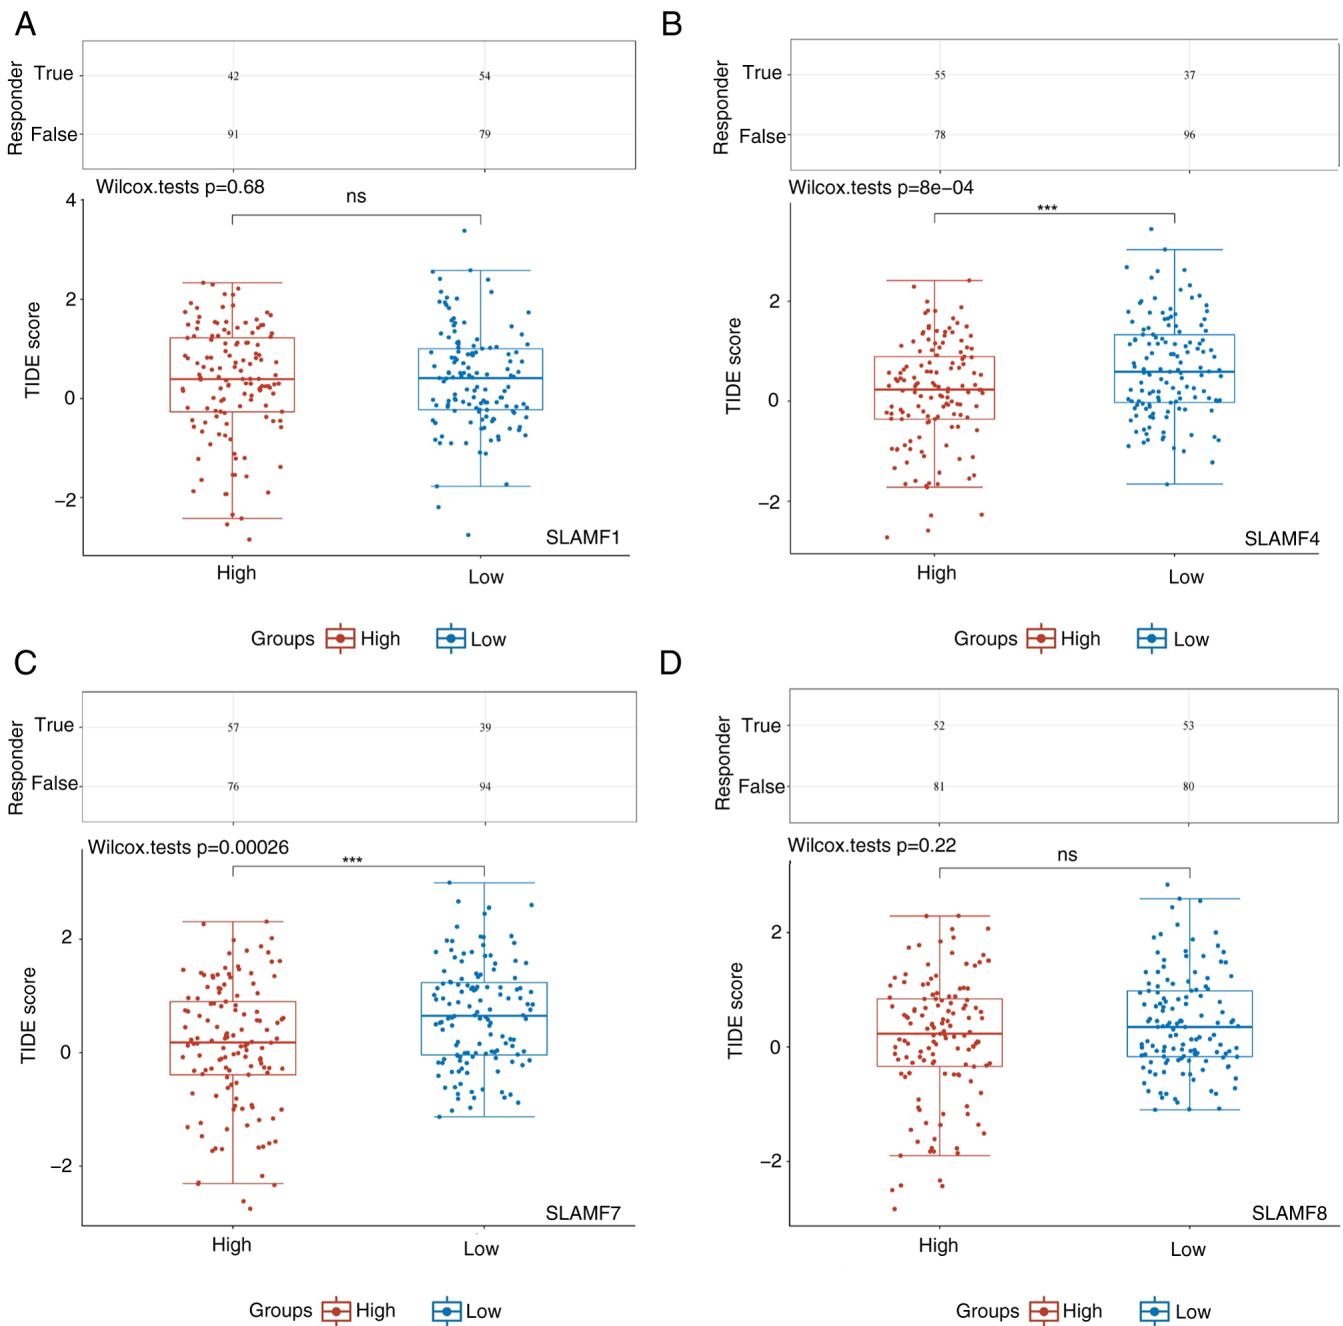 A
Responder
True 42 54
False 91 79
Wilcox.tests p=0.68
ns
TIDE score
4
2
0
−2
SLAMF1
High Low
Groups High Low
B
Responder
True 55 37
False 78 96
Wilcox.tests p=8e−04
***
TIDE score
2
0
−2
SLAMF4
High Low
Groups High Low
C
Responder
True 57 39
False 76 94
Wilcox.tests p=0.00026
***
TIDE score
2
0
−2
SLAMF7
High Low
Groups High Low
D
Responder
True 52 53
False 81 80
Wilcox.tests p=0.22
ns
TIDE score
2
0
−2
SLAMF8
High Low
Groups High Low